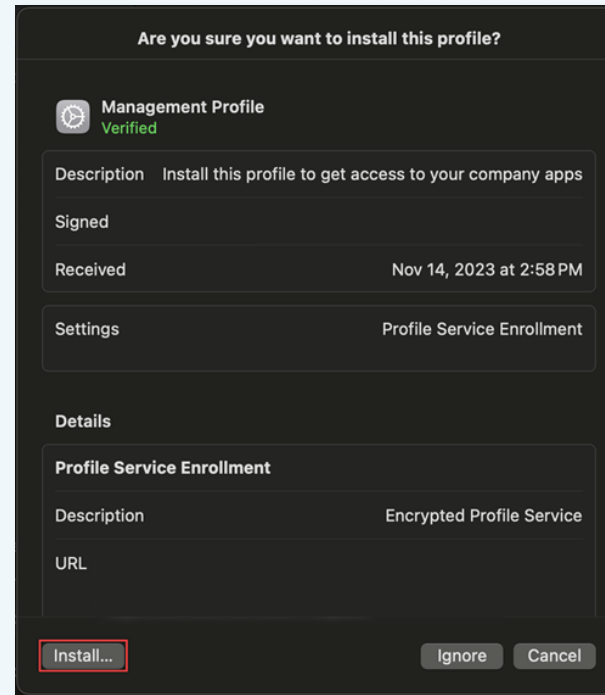 Are you sure you want to install this profile?
Management Profile
Verified
Description Install this profile to get access to your company apps
Signed
Received Nov 14, 2023 at 2:58 PM
Settings Profile Service Enrollment
Details
Profile Service Enrollment
Description Encrypted Profile Service
URL
Install... Ignore Cancel